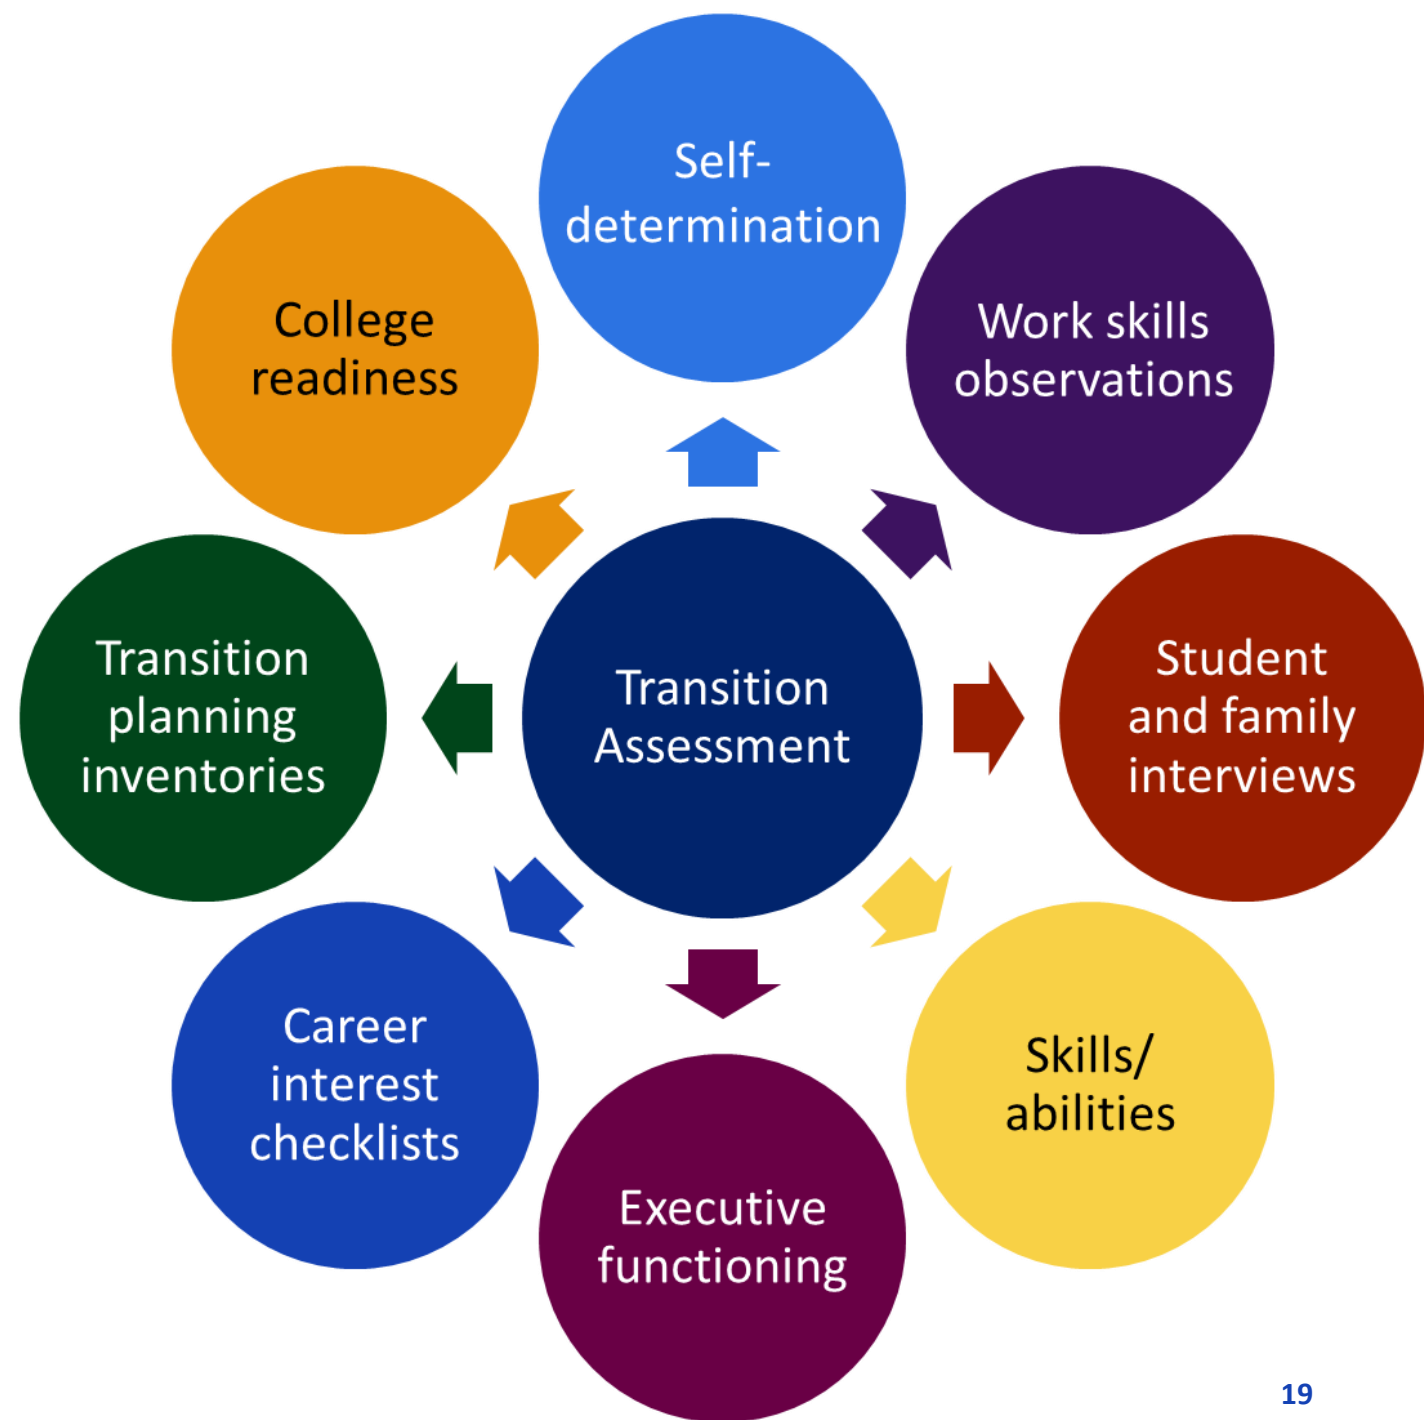 Self-
determination
Work skills
observations
Student
and family
interviews
Skills/
abilities
Executive
functioning
Career
interest
checklists
Transition
planning
inventories
College
readiness
Transition
Assessment
19